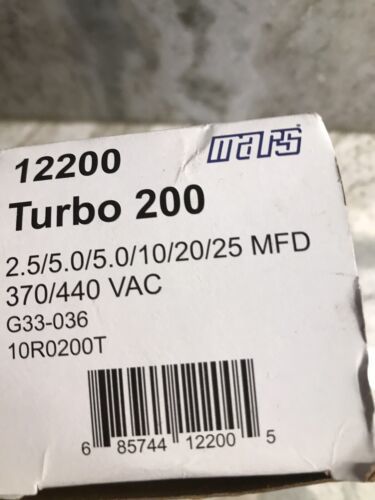 12200
mars
Turbo 200
2.5/5.0/5.0/10/20/25 MFD
370/440 VAC
G33-036
10R0200T
6 85744 12200 5